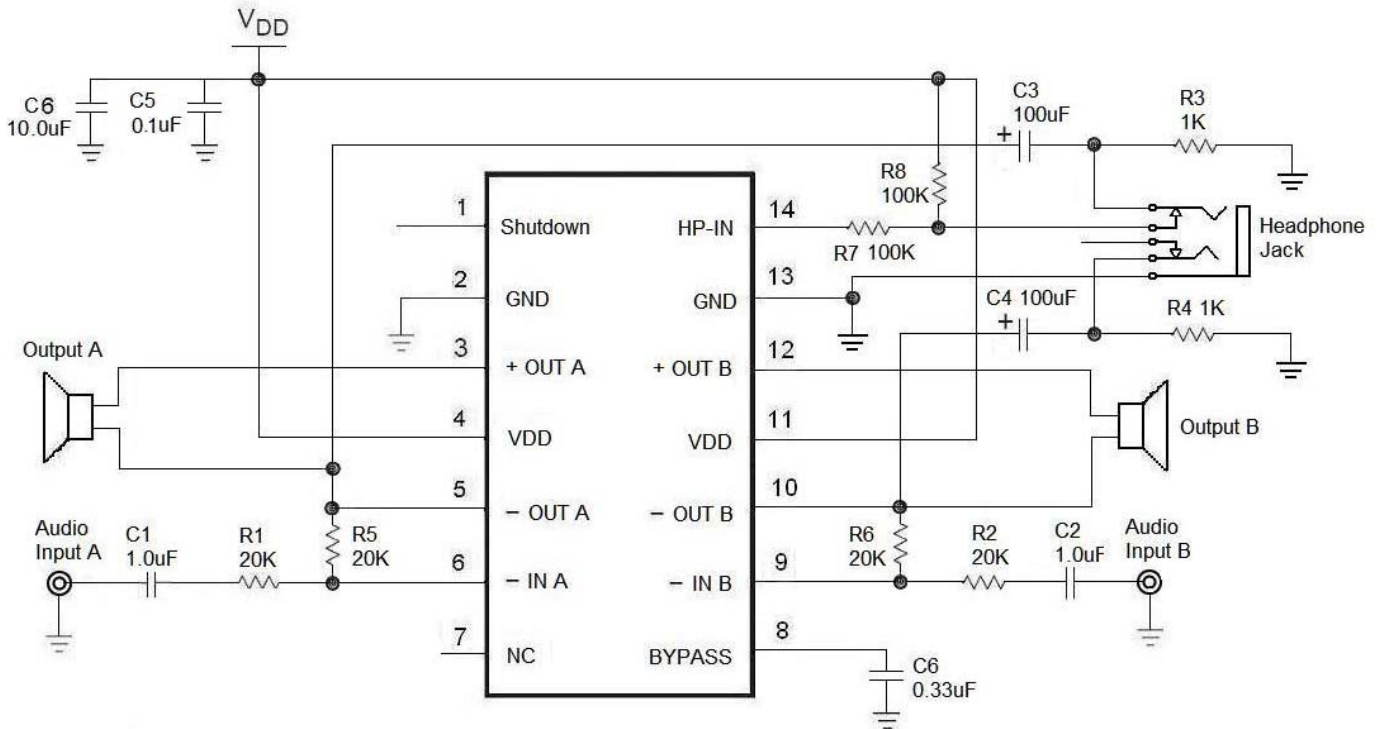 VDD
C6
10.0uF
C5
0.1uF
C3
100uF
+
R3
1K
R8
100K
1
Shutdown
HP-IN
14
R7 100K
Headphone
Jack
2
GND
GND
13
C4 100uF
+
R4 1K
Output A
3
+ OUT A
+ OUT B
12
4
VDD
VDD
11
Output B
5
− OUT A
− OUT B
10
Audio
Input A
C1
1.0uF
R1
20K
R5
20K
6
− IN A
− IN B
9
R6
20K
R2
20K
C2
1.0uF
Audio
Input B
7
NC
BYPASS
8
C6
0.33uF